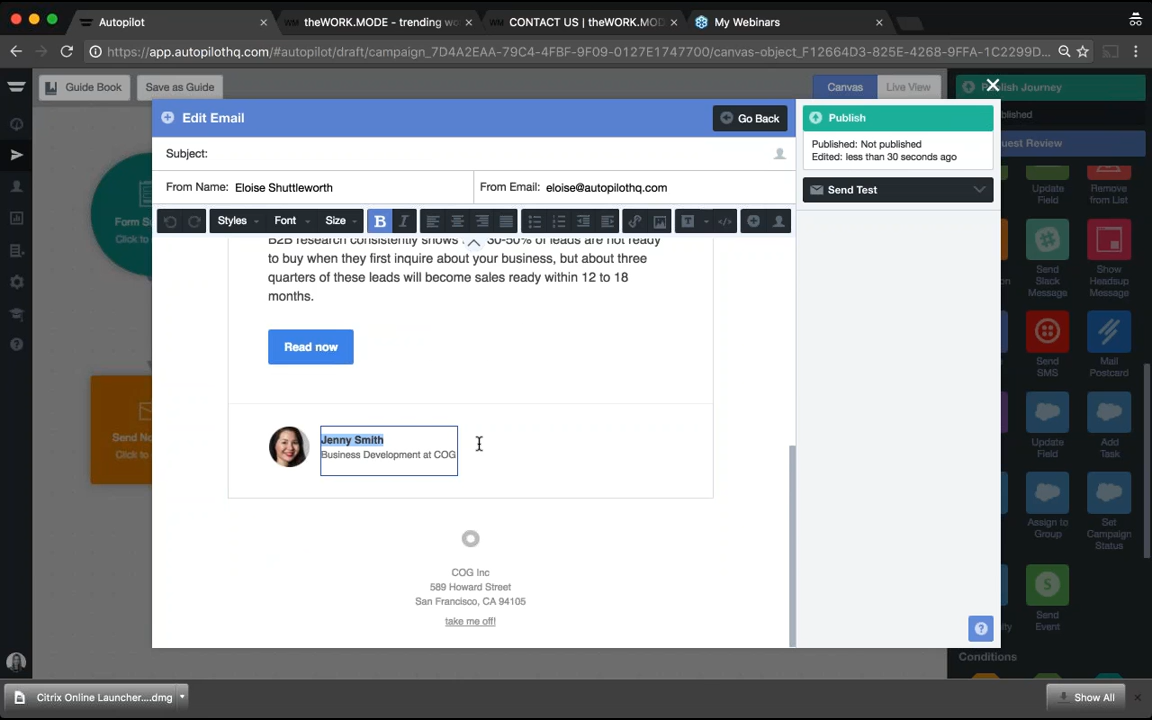 Autopilot
theWORK.MODE - trending wo
CONTACT US | theWORK.MOD
My Webinars
https://app.autopilothq.com/#autopilot/draft/campaign_7D4A2EAA-79C4-4FBF-9F09-0127E1747700/canvas-object_F12664D3-825E-4268-9FFA-1C2299D...
Guide Book
Save as Guide
Canvas
Live View
Publish Journey
Edit Email
Go Back
Publish
Published: Not published
Edited: less than 30 seconds ago
Subject:
From Name: Eloise Shuttleworth
From Email: eloise@autopilothq.com
Send Test
Styles
Font
Size
B2B research consistently shows 30-50% of leads are not ready
to buy when they first inquire about your business, but about three
quarters of these leads will become sales ready within 12 to 18
months.
Read now
Jenny Smith
Business Development at COG
COG Inc
589 Howard Street
San Francisco, CA 94105
take me off!
Update
Field
Remove
from List
Send
Slack
Message
Show
Headsup
Message
Send
SMS
Mail
Postcard
Update
Field
Add
Task
Assign to
Group
Set
Campaign
Status
Send
Event
Conditions
Citrix Online Launcher....dmg
Show All